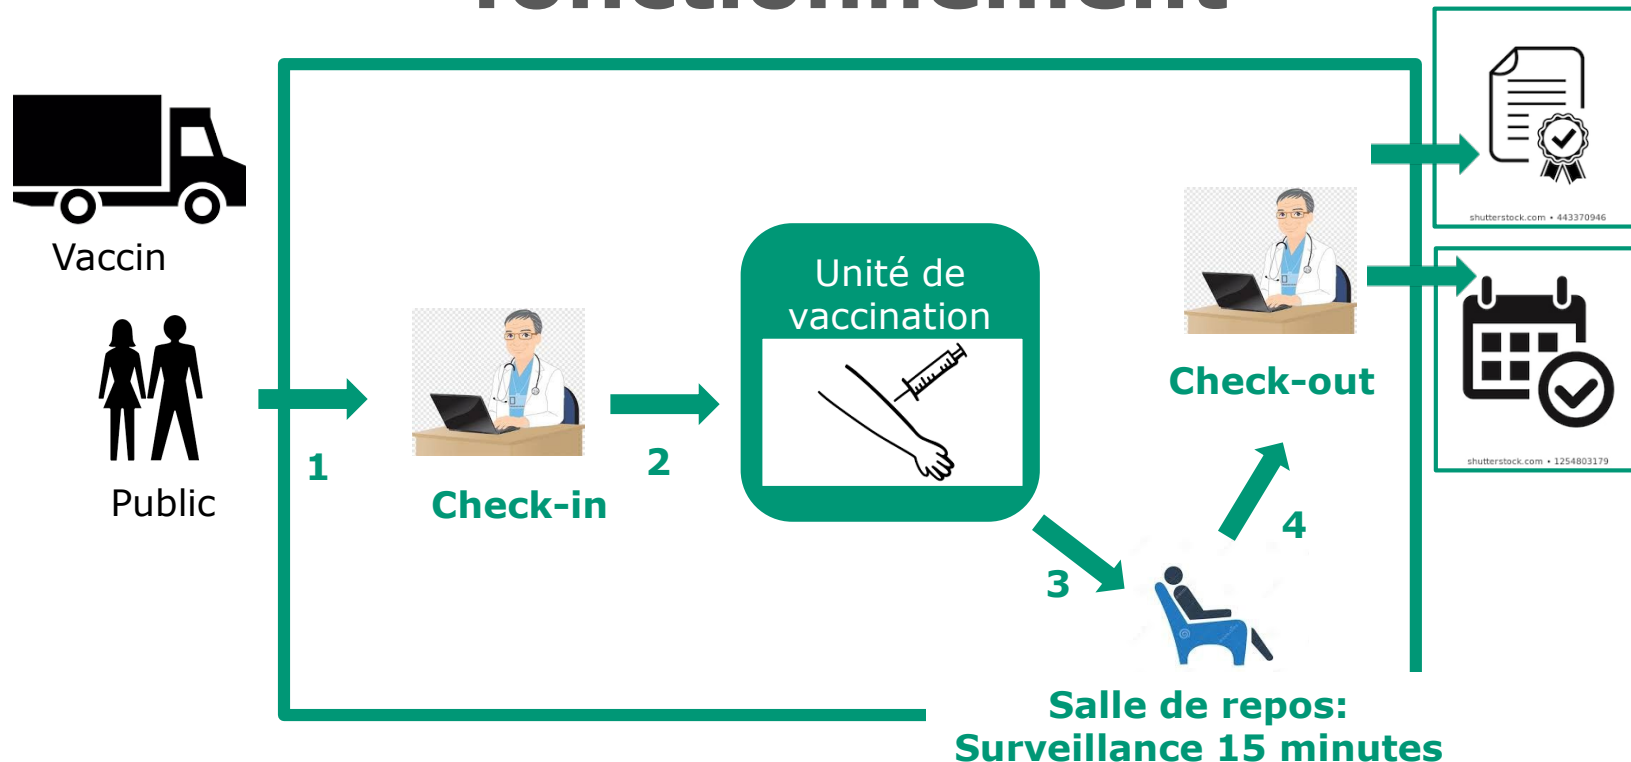 fonctionnement
Vaccin
Public
1
Check-in
2
Unité de
vaccination
3
Salle de repos:
Surveillance 15 minutes
4
Check-out
shutterstock.com • 443370946
shutterstock.com • 1254803179